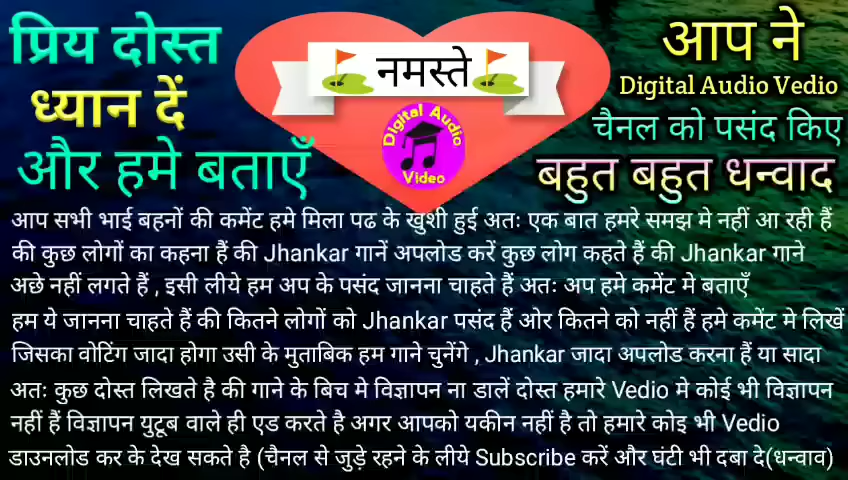 प्रिय दोस्त
ध्यान दें
और हमे बताएँ
नमस्ते
Digital Audio
Video
आप ने
Digital Audio Vedio
चैनल को पसंद किए
बहुत बहुत धन्वाद
आप सभी भाई बहनों की कमेंट हमे मिला पढ के खुशी हुई अतः एक बात हमरे समझ मे नहीं आ रही हैं
की कुछ लोगों का कहना हैं की Jhankar गानें अपलोड करें कुछ लोग कहते हैं की Jhankar गाने
अछे नहीं लगते हैं , इसी लीये हम अप के पसंद जानना चाहते हैं अतः अप हमे कमेंट मे बताएँ
हम ये जानना चाहते हैं की कितने लोगों को Jhankar पसंद हैं ओर कितने को नहीं हैं हमे कमेंट मे लिखें
जिसका वोटिंग जादा होगा उसी के मुताबिक हम गाने चुनेंगे , Jhankar जादा अपलोड करना हैं या सादा
अतः कुछ दोस्त लिखते है की गाने के बिच मे विज्ञापन ना डालें दोस्त हमारे Vedio मे कोई भी विज्ञापन
नहीं हैं विज्ञापन युटूब वाले ही एड करते है अगर आपको यकीन नहीं है तो हमारे कोइ भी Vedio
डाउनलोड कर के देख सकते है (चैनल से जुड़े रहने के लीये Subscribe करें और घंटी भी दबा दे(धन्वाव)